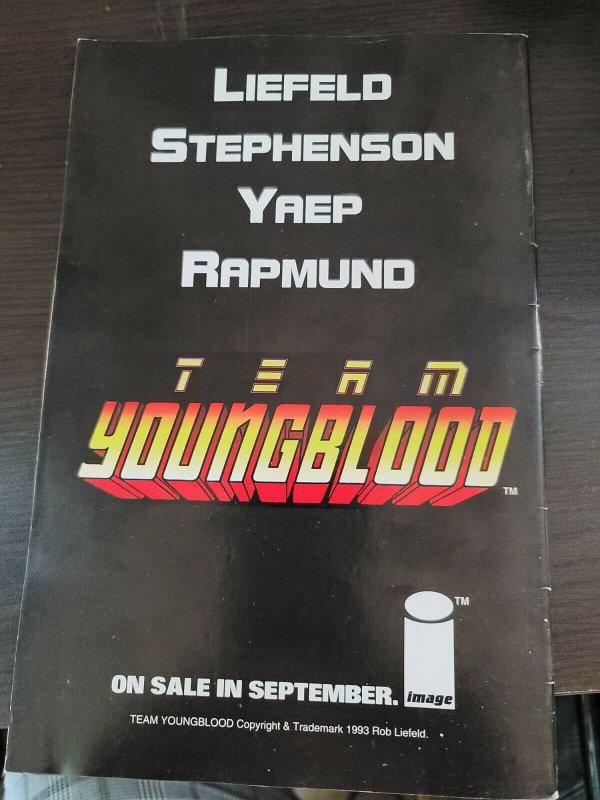 LIEFELD
STEPHENSON
YAEP
RAPMUND
TEAM
YOUNGBLOOD TM
TM
ON SALE IN SEPTEMBER. image
TEAM YOUNGBLOOD Copyright & Trademark 1993 Rob Liefeld.